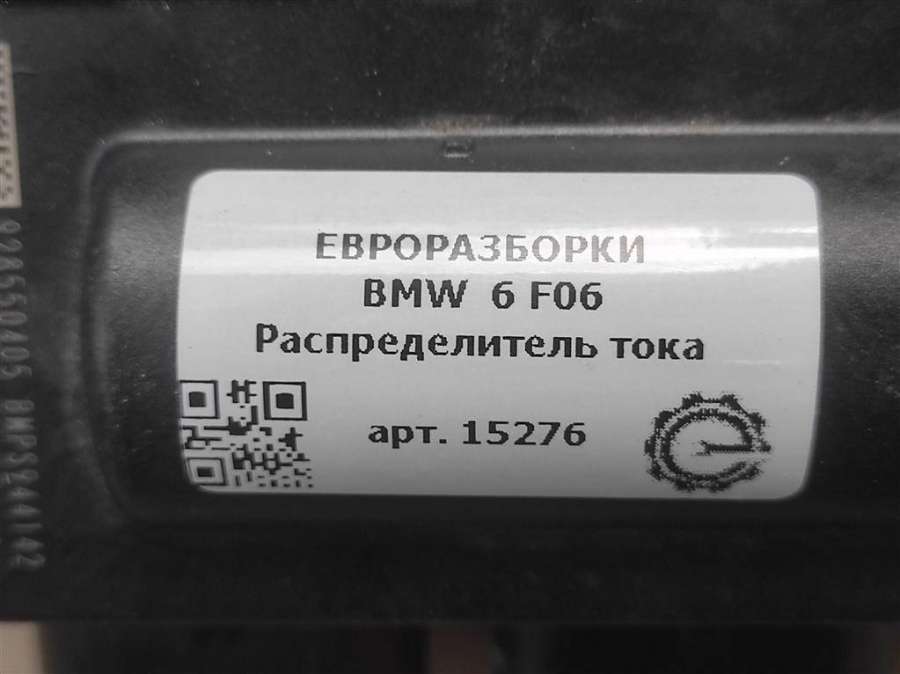 ЕВРОРАЗБОРКИ
BMW 6 F06
Распределитель тока
арт. 15276